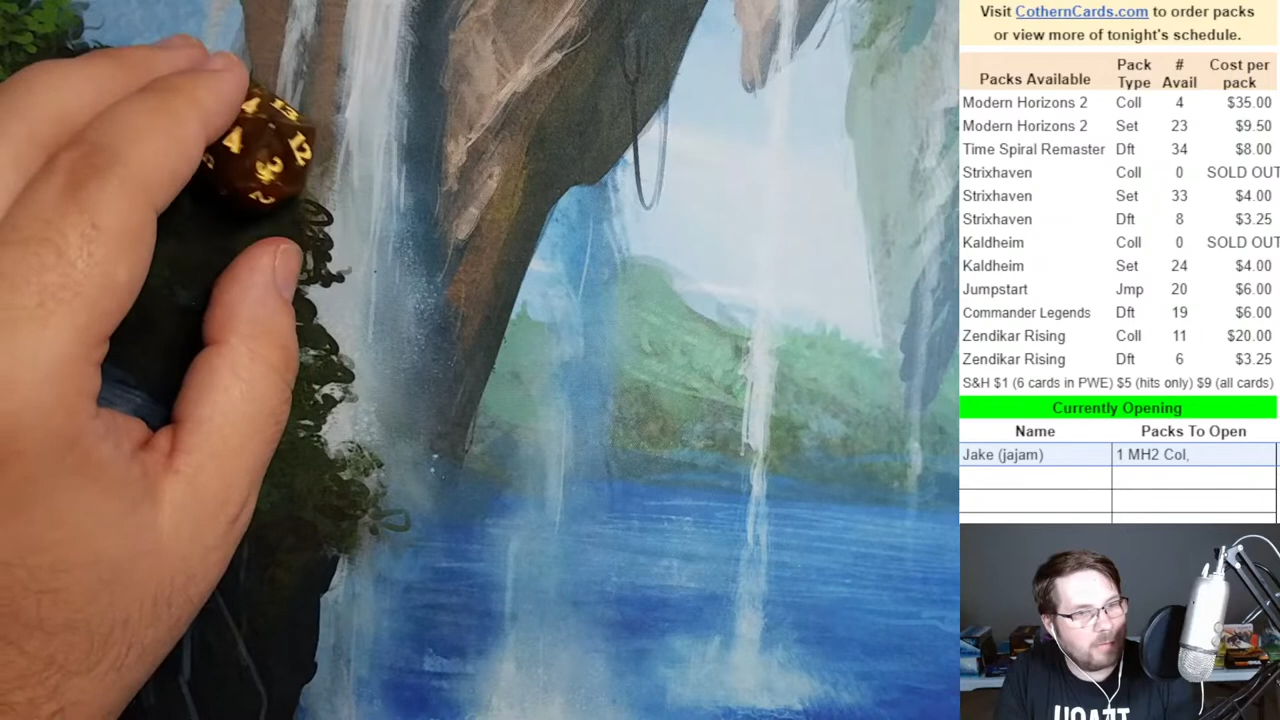 Visit CothernCards.com to order packs
or view more of tonight's schedule.
Packs Available Pack Type # Avail Cost per pack
Modern Horizons 2 Coll 4 $35.00
Modern Horizons 2 Set 23 $9.50
Time Spiral Remaster Dft 34 $8.00
Strixhaven Coll 0 SOLD OUT
Strixhaven Set 33 $4.00
Strixhaven Dft 8 $3.25
Kaldheim Coll 0 SOLD OUT
Kaldheim Set 24 $4.00
Jumpstart Jmp 20 $6.00
Commander Legends Dft 19 $6.00
Zendikar Rising Coll 11 $20.00
Zendikar Rising Dft 6 $3.25
S&H $1 (6 cards in PWE) $5 (hits only) $9 (all cards)
Currently Opening
Name Packs To Open
Jake (jajam) 1 MH2 Col,
4 13
4 12
2